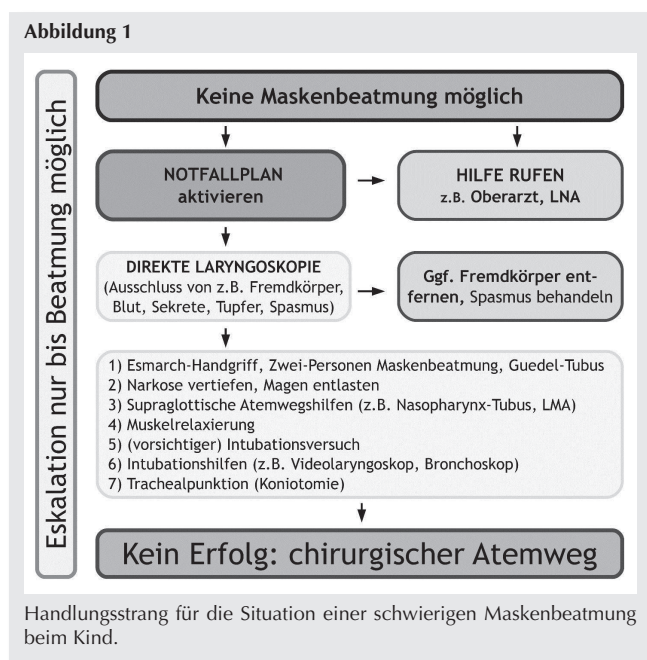 Abbildung 1
Eskalation nur bis Beatmung möglich
Keine Maskenbeatmung möglich
NOTFALLPLAN
aktivieren
HILFE RUFEN
z.B. Oberarzt, LNA
DIREKTE LARYNGOSKOPIE
(Ausschluss von z.B. Fremdkörper,
Blut, Sekrete, Tupfer, Spasmus)
Ggf. Fremdkörper ent-
fernen, Spasmus behandeln
1) Esmarch-Handgriff, Zwei-Personen Maskenbeatmung, Guedel-Tubus
2) Narkose vertiefen, Magen entlasten
3) Supraglottische Atemwegshilfen (z.B. Nasopharynx-Tubus, LMA)
4) Muskelrelaxierung
5) (vorsichtiger) Intubationsversuch
6) Intubationshilfen (z.B. Videolaryngoskop, Bronchoskop)
7) Trachealpunktion (Koniotomie)
Kein Erfolg: chirurgischer Atemweg
Handlungsstrang für die Situation einer schwierigen Maskenbeatmung
beim Kind.